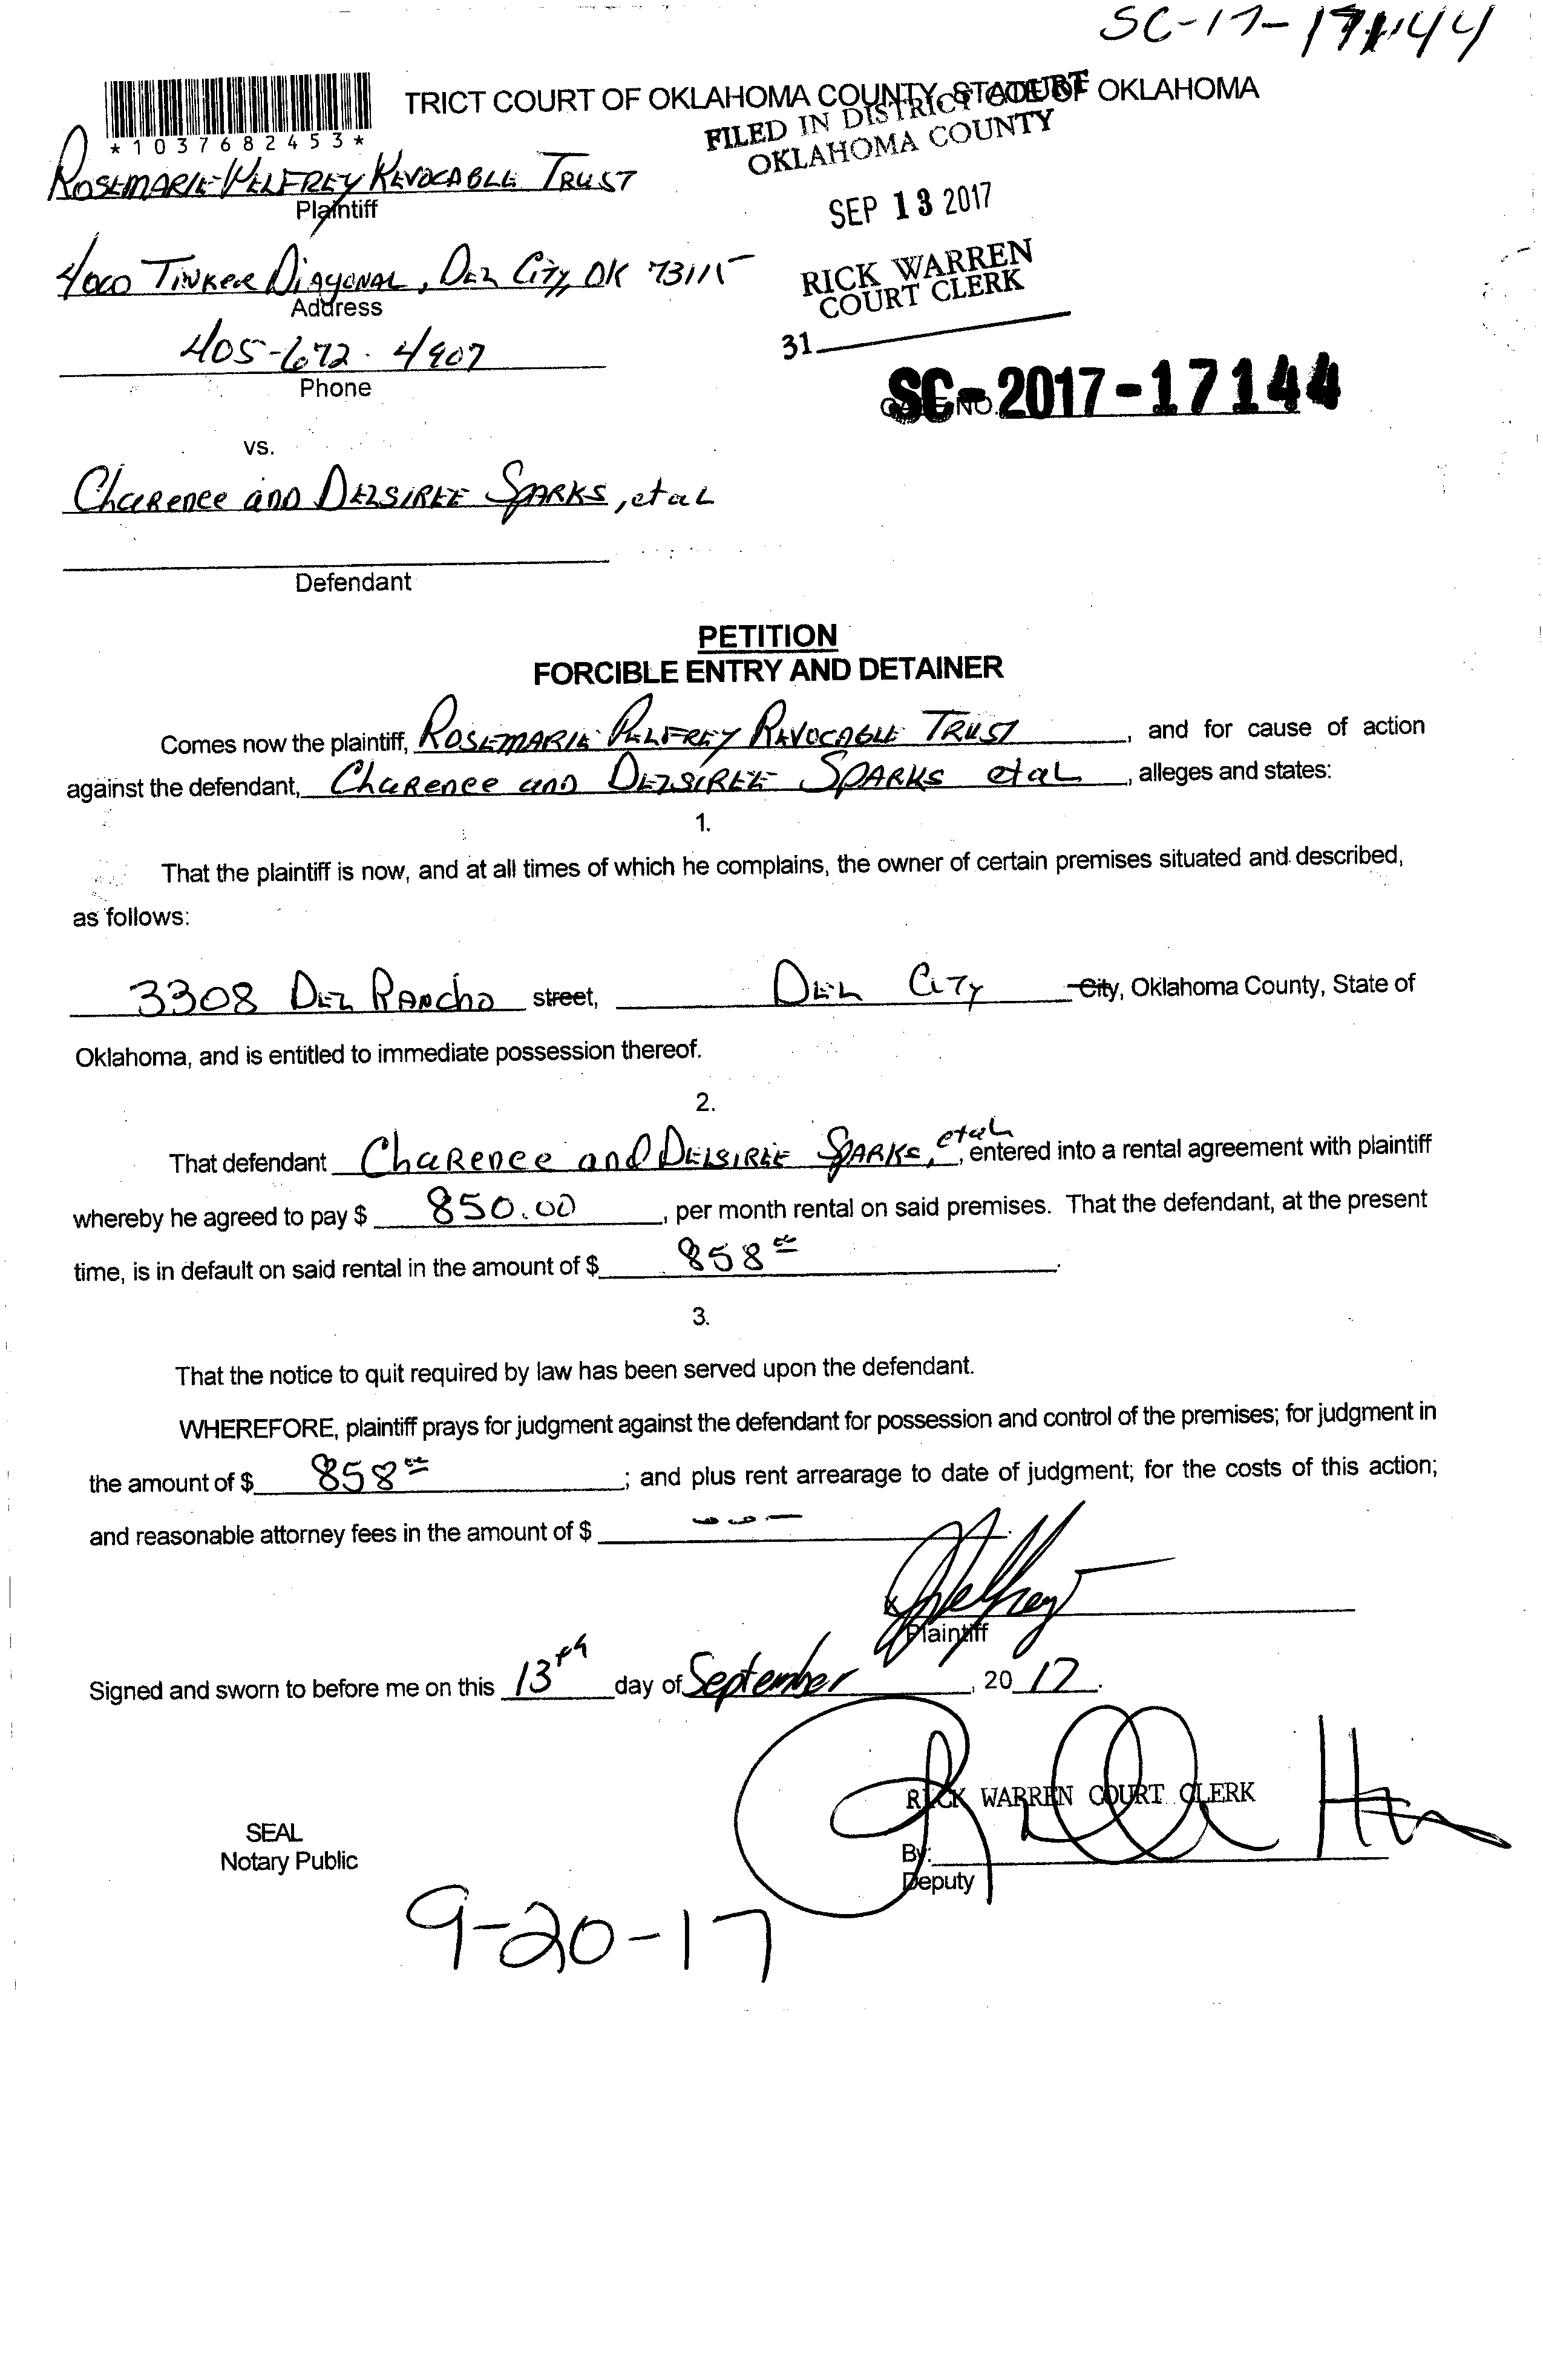 SC-17-17144
*1037682453*
TRICT COURT OF OKLAHOMA COUNTY, STATE OF OKLAHOMA
FILED IN DISTRICT COURT
OKLAHOMA COUNTY
ROSEMARIE PELFREY REVOCABLE TRUST
Plaintiff
SEP 13 2017
4000 TINKER DIAGONAL, DEL City, OK 73115
Address
RICK WARREN
COURT CLERK
405-672-4907
Phone
31
SC-2017-17144
vs.
Charence and DELSIREE SPARKS, et al
Defendant
PETITION
FORCIBLE ENTRY AND DETAINER
Comes now the plaintiff, ROSEMARIE PELFREY REVOCABLE TRUST, and for cause of action
against the defendant, Charence and DELSIREE SPARKS et al, alleges and states:
1.
That the plaintiff is now, and at all times of which he complains, the owner of certain premises situated and described,
as follows:
3308 DEL RANCho street, DEL CITy City, Oklahoma County, State of
Oklahoma, and is entitled to immediate possession thereof.
2.
That defendant Charence and DELSIREE SPARKS, et al, entered into a rental agreement with plaintiff
whereby he agreed to pay $ 850.00, per month rental on said premises. That the defendant, at the present
time, is in default on said rental in the amount of $ 858 00.
3.
That the notice to quit required by law has been served upon the defendant.
WHEREFORE, plaintiff prays for judgment against the defendant for possession and control of the premises; for judgment in
the amount of $ 858 00; and plus rent arrearage to date of judgment; for the costs of this action;
and reasonable attorney fees in the amount of $
Plaintiff
Signed and sworn to before me on this 13th day of September, 20 17.
RICK WARREN COURT CLERK
SEAL
Notary Public
By:
Deputy
9-20-17